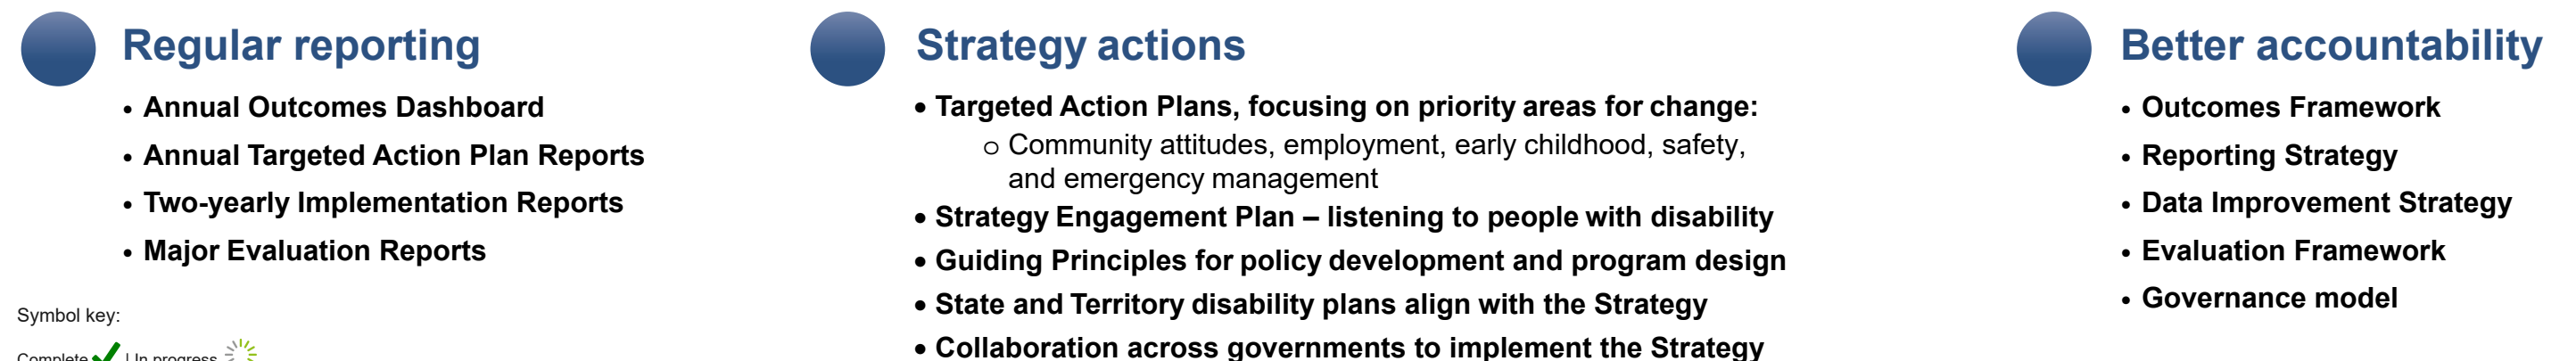 Regular reporting
• Annual Outcomes Dashboard
• Annual Targeted Action Plan Reports
• Two-yearly Implementation Reports
• Major Evaluation Reports
Symbol key:
Complete | In progress
Strategy actions
• Targeted Action Plans, focusing on priority areas for change:
o Community attitudes, employment, early childhood, safety,
and emergency management
• Strategy Engagement Plan – listening to people with disability
• Guiding Principles for policy development and program design
• State and Territory disability plans align with the Strategy
• Collaboration across governments to implement the Strategy
Better accountability
• Outcomes Framework
• Reporting Strategy
• Data Improvement Strategy
• Evaluation Framework
• Governance model